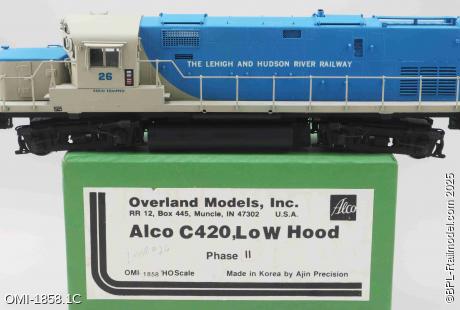 THE LEHIGH AND HUDSON RIVER RAILWAY
26
Overland Models, Inc.
RR 12, Box 445, Muncie, IN 47302 U.S.A.
Alco
Alco C420,Low Hood
Phase II
OMI- 1858 HO Scale
Made in Korea by Ajin Precision
OMI-1858.1C
©BPL-Railmodel.com 2025